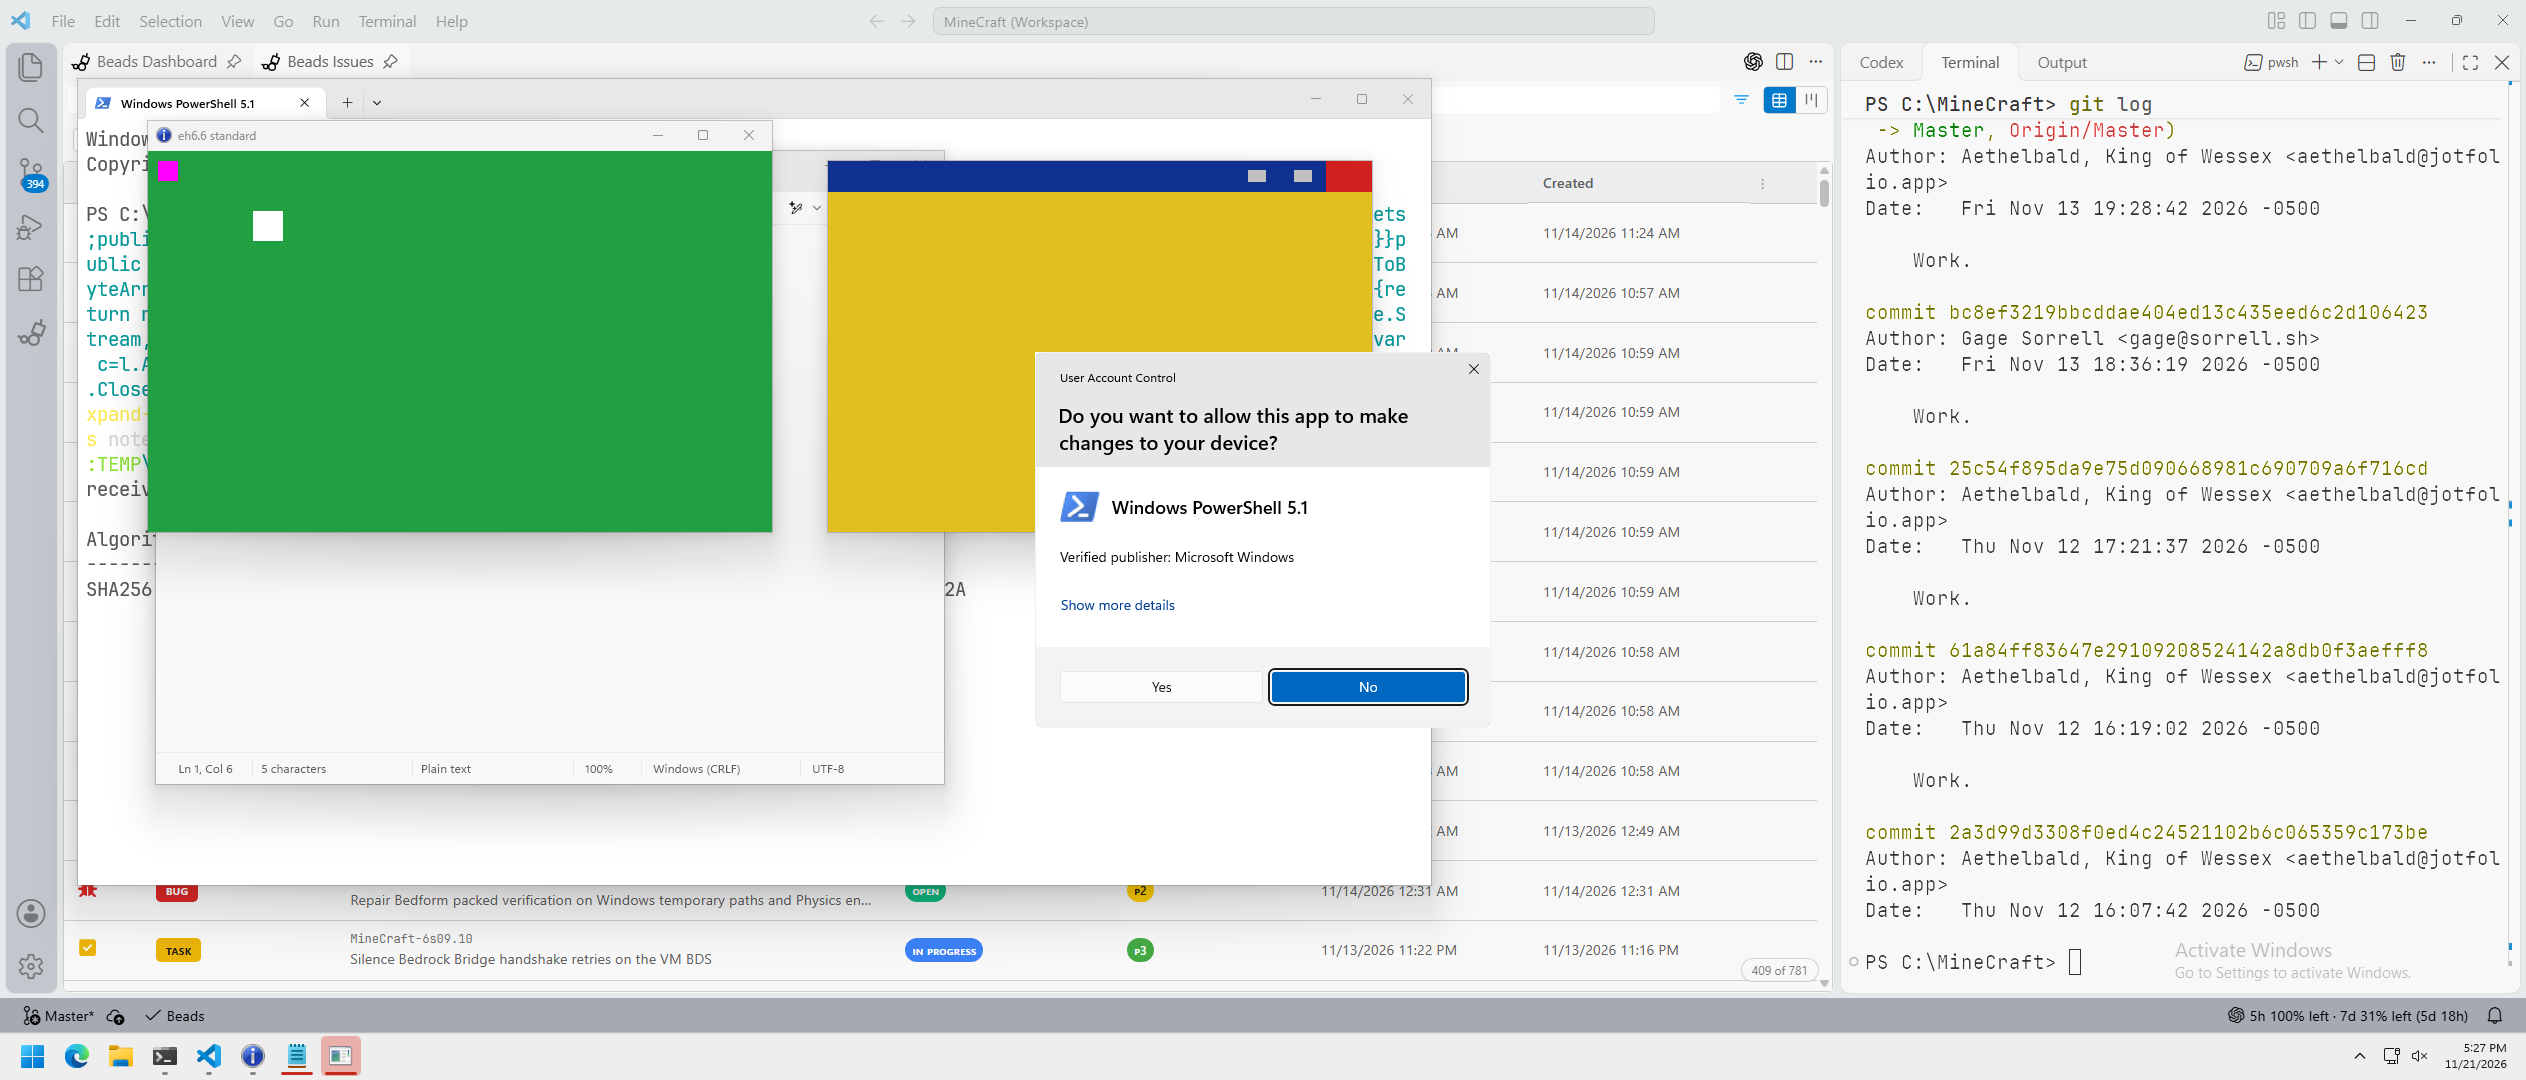 File Edit Selection View Go Run Terminal Help
MineCraft (Workspace)
Beads Dashboard
Beads Issues
Codex
Terminal
Output
pwsh
Windows PowerShell 5.1
eh6.6 standard
PS C:\MineCraft> git log
-> Master, Origin/Master)
Author: Aethelbald, King of Wessex <aethelbald@jotfol
io.app>
Date:   Fri Nov 13 19:28:42 2026 -0500
Work.
commit bc8ef3219bbcddae404ed13c435eed6c2d106423
Author: Gage Sorrell <gage@sorrell.sh>
Date:   Fri Nov 13 18:36:19 2026 -0500
Work.
commit 25c54f895da9e75d090668981c690709a6f716cd
Author: Aethelbald, King of Wessex <aethelbald@jotfol
io.app>
Date:   Thu Nov 12 17:21:37 2026 -0500
Work.
commit 61a84ff83647e29109208524142a8db0f3aefff8
Author: Aethelbald, King of Wessex <aethelbald@jotfol
io.app>
Date:   Thu Nov 12 16:19:02 2026 -0500
Work.
commit 2a3d99d3308f0ed4c24521102b6c065359c173be
Author: Aethelbald, King of Wessex <aethelbald@jotfol
io.app>
Date:   Thu Nov 12 16:07:42 2026 -0500
PS C:\MineCraft>
Activate Windows
Go to Settings to activate Windows.
PS C:\
;publi
ublic
turn
tream,
c=l.A
.Close
xpand-
:TEMP\
SHA256
2A
ets
}}p
ToB
{re
e.S
var
User Account Control
Do you want to allow this app to make
changes to your device?
Windows PowerShell 5.1
Verified publisher: Microsoft Windows
Show more details
Yes
No
Ln 1, Col 6
5 characters
Plain text
100%
Windows (CRLF)
UTF-8
Created
AM 11/14/2026 11:24 AM
AM 11/14/2026 10:57 AM
11/14/2026 10:59 AM
11/14/2026 10:59 AM
11/14/2026 10:59 AM
11/14/2026 10:59 AM
11/14/2026 10:59 AM
11/14/2026 10:58 AM
11/14/2026 10:58 AM
AM 11/14/2026 10:58 AM
AM 11/13/2026 12:49 AM
BUG
Repair Bedform packed verification on Windows temporary paths and Physics en...
OPEN
P2
11/14/2026 12:31 AM
11/14/2026 12:31 AM
MineCraft-6s09.10
TASK
Silence Bedrock Bridge handshake retries on the VM BDS
IN PROGRESS
P3
11/13/2026 11:22 PM
11/13/2026 11:16 PM
409 of 781
394
Master*
Beads
5h 100% left · 7d 31% left (5d 18h)
5:27 PM
11/21/2026